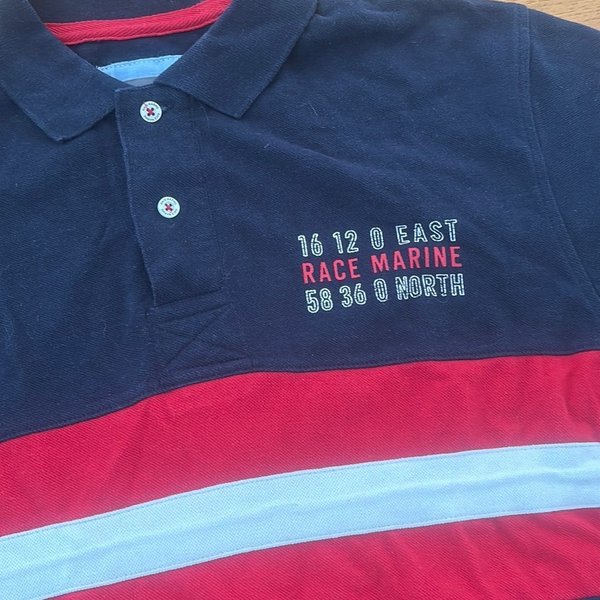 16 12 0 EAST
RACE MARINE
58 36 0 NORTH